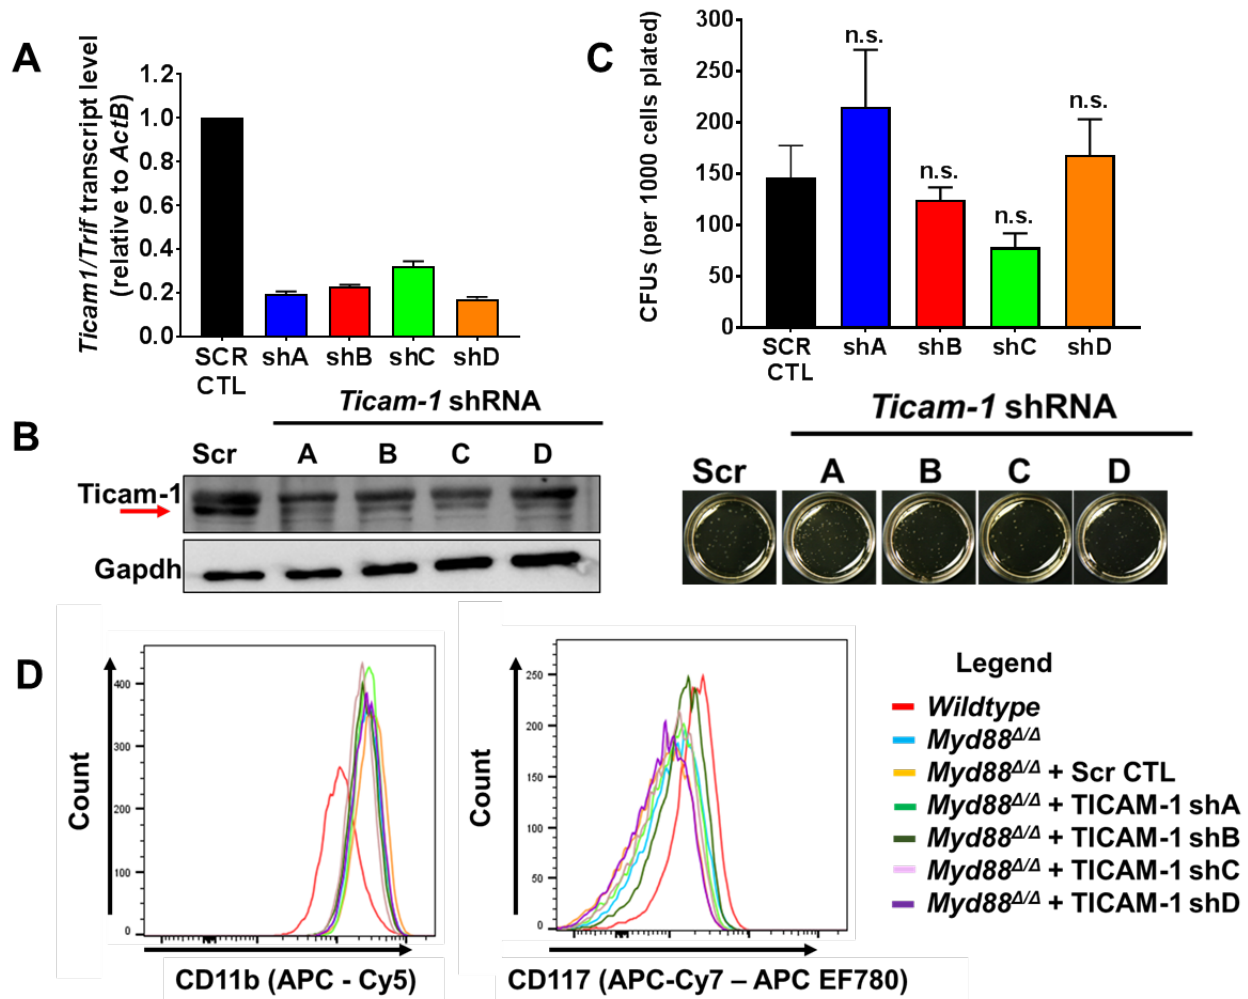 A
Ticam1/Trif transcript level
(relative to ActB)
1.2
1.0
0.8
0.6
0.4
0.2
0.0
SCR
CTL
shA
shB
shC
shD
Ticam-1 shRNA
C
CFUs (per 1000 cells plated)
300
250
200
150
100
50
0
n.s.
n.s.
n.s.
n.s.
SCR
CTL
shA
shB
shC
shD
Ticam-1 shRNA
Scr
A
B
C
D
B
Scr
A
B
C
D
Ticam-1
Gapdh
D
Count
400
300
200
100
0
CD11b (APC - Cy5)
Count
250
200
150
100
50
0
CD117 (APC-Cy7 – APC EF780)
Legend
Wildtype
Myd88Δ/Δ
Myd88Δ/Δ + Scr CTL
Myd88Δ/Δ + TICAM-1 shA
Myd88Δ/Δ + TICAM-1 shB
Myd88Δ/Δ + TICAM-1 shC
Myd88Δ/Δ + TICAM-1 shD